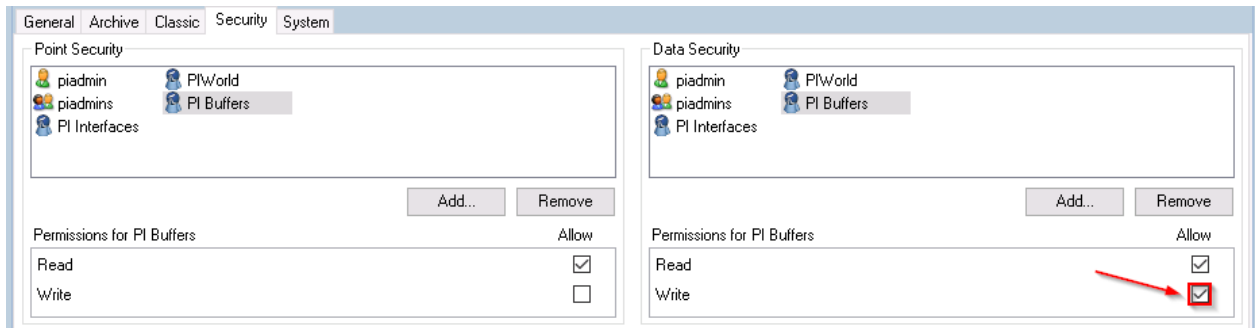 General Archive Classic Security System
Point Security
piadmin PIWorld
piadmins PI Buffers
PI Interfaces
Add... Remove
Permissions for PI Buffers Allow
Read
Write
Data Security
piadmin PIWorld
piadmins PI Buffers
PI Interfaces
Add... Remove
Permissions for PI Buffers Allow
Read
Write